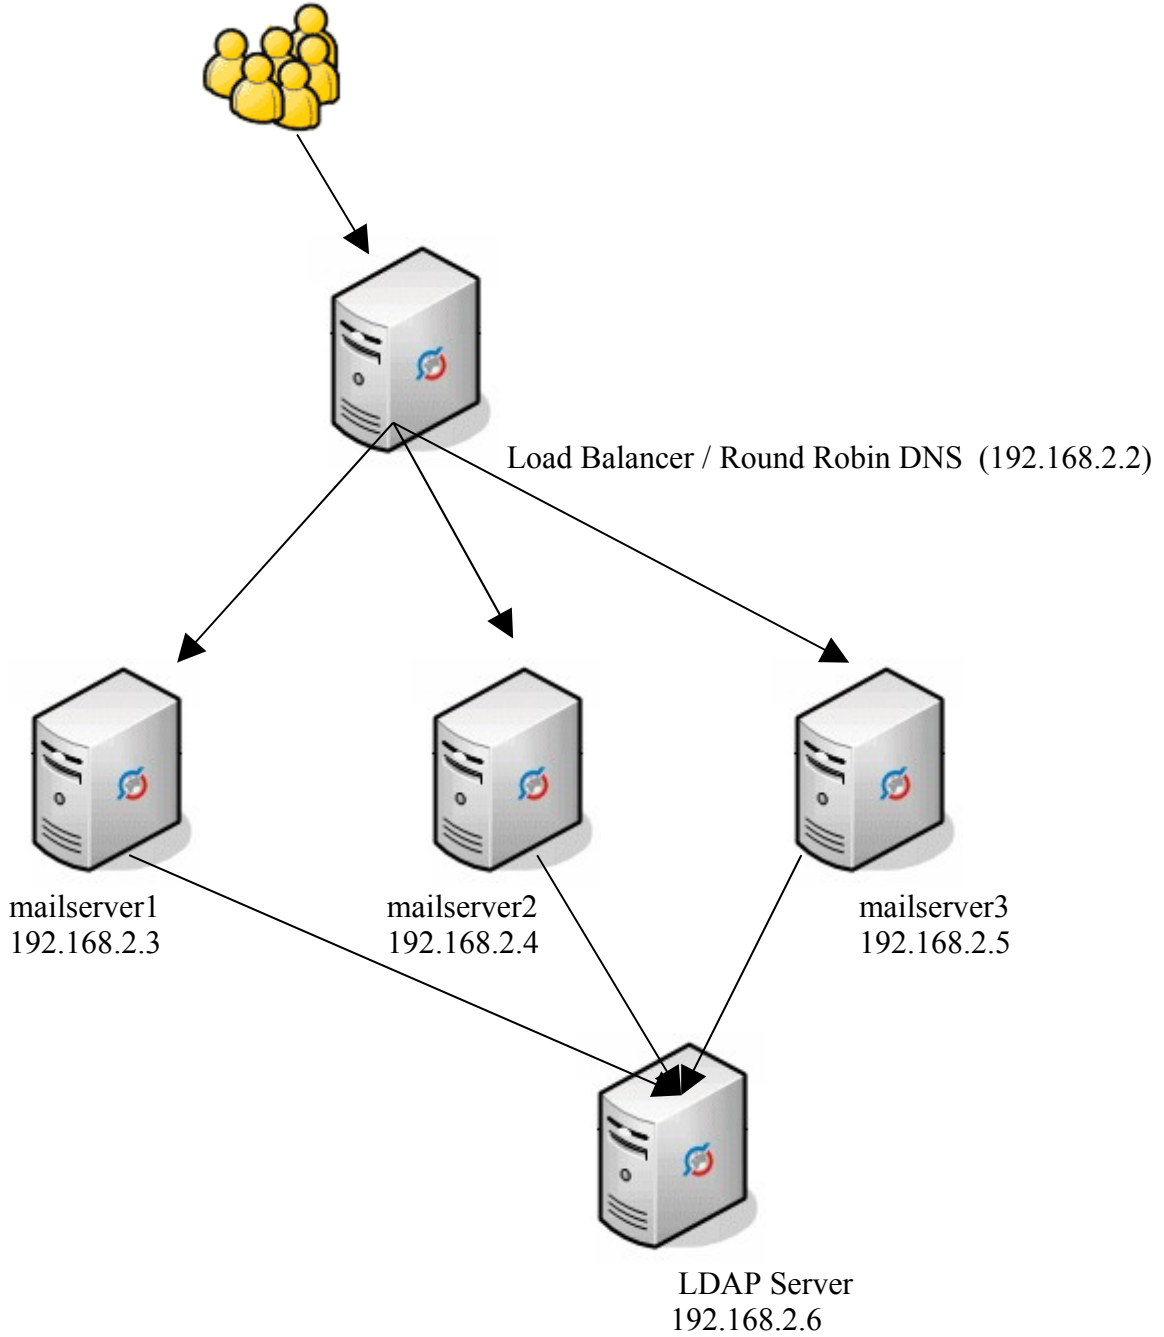 Load Balancer / Round Robin DNS (192.168.2.2)
mailserver1
192.168.2.3
mailserver2
192.168.2.4
mailserver3
192.168.2.5
LDAP Server
192.168.2.6